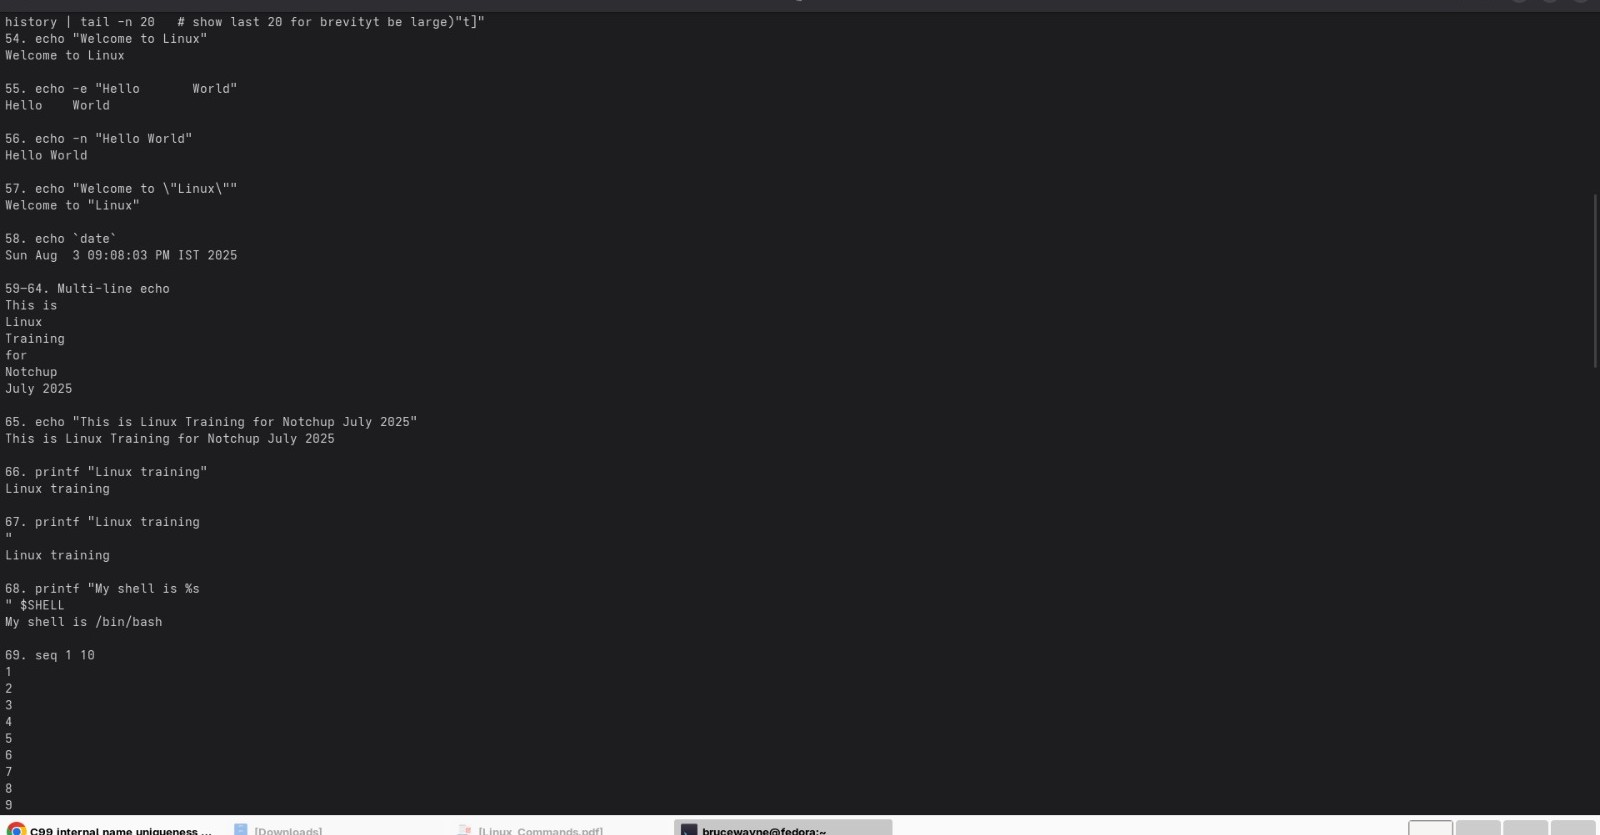 history | tail -n 20   # show last 20 for brevityt be large)"t]"
54. echo "Welcome to Linux"
Welcome to Linux

55. echo -e "Hello       World"
Hello    World

56. echo -n "Hello World"
Hello World

57. echo "Welcome to \"Linux\""
Welcome to "Linux"

58. echo `date`
Sun Aug  3 09:08:03 PM IST 2025

59-64. Multi-line echo
This is
Linux
Training
for
Notchup
July 2025

65. echo "This is Linux Training for Notchup July 2025"
This is Linux Training for Notchup July 2025

66. printf "Linux training"
Linux training

67. printf "Linux training
"
Linux training

68. printf "My shell is %s
" $SHELL
My shell is /bin/bash

69. seq 1 10
1
2
3
4
5
6
7
8
9
C99 internal name uniqueness ... [Downloads] [Linux_Commands.pdf] brucewayne@fedora:~